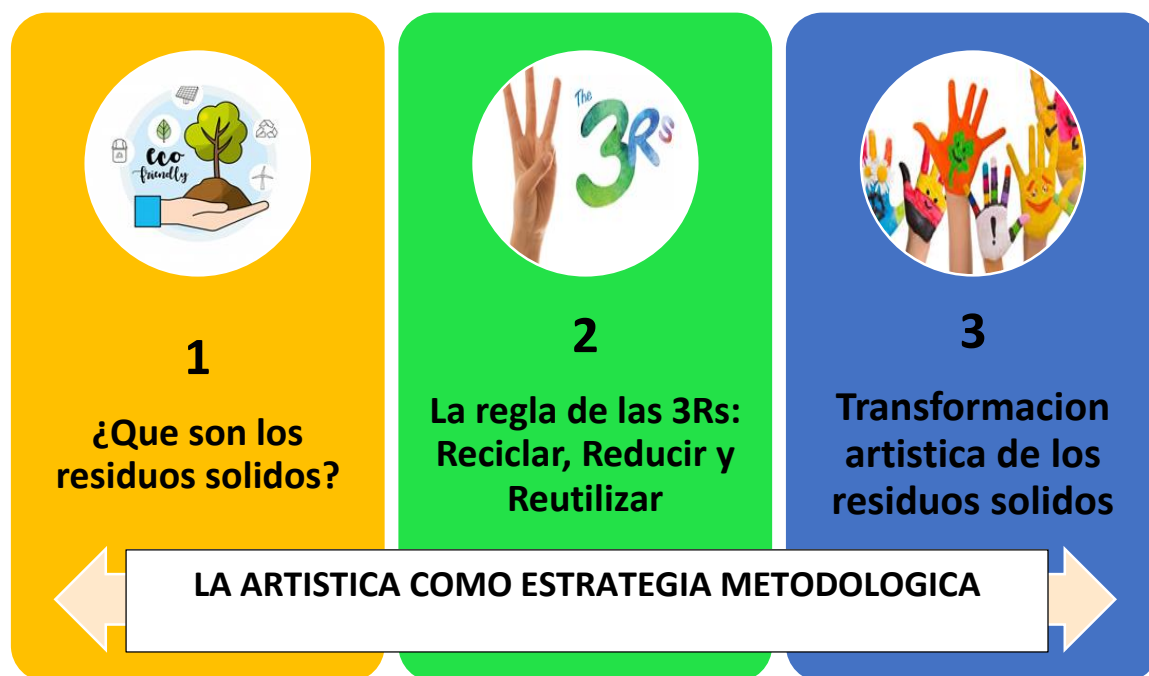 eco
friendly
1
¿Que son los
residuos solidos?
The
3Rs
2
La regla de las 3Rs:
Reciclar, Reducir y
Reutilizar
!
3
Transformacion
artistica de los
residuos solidos
LA ARTISTICA COMO ESTRATEGIA METODOLOGICA